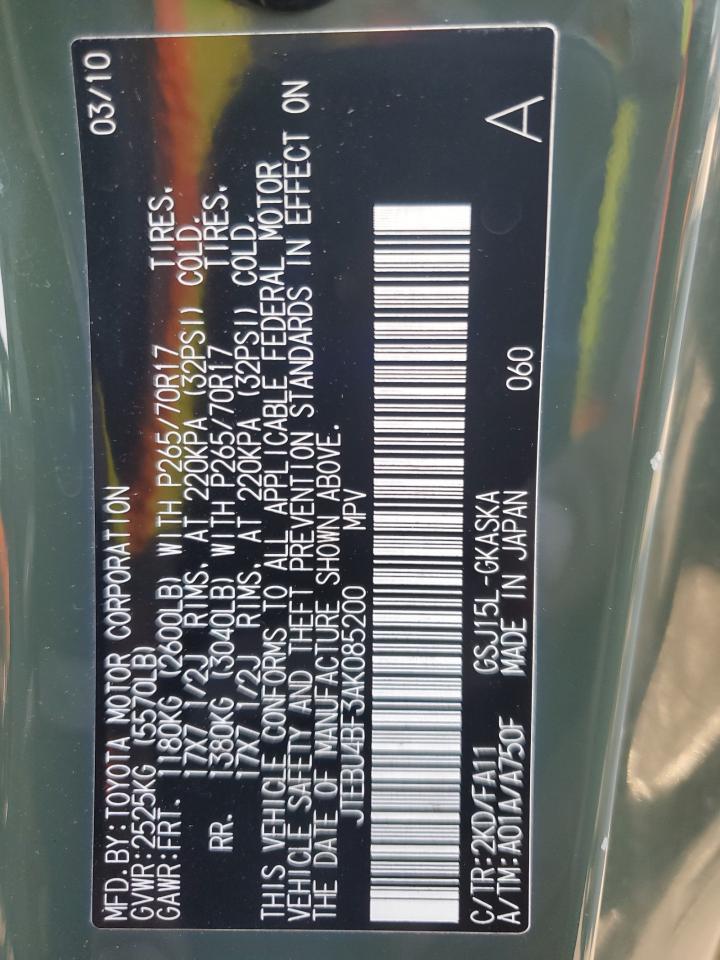 MFD.BY:TOYOTA MOTOR CORPORATION 03/10
GVWR:2525KG (5570LB)
GAWR:FRT. 1180KG (2600LB) WITH P265/70R17 TIRES.
17X7 1/2J RIMS, AT 220KPA (32PSI) COLD.
RR. 1380KG (3040LB) WITH P265/70R17 TIRES.
17X7 1/2J RIMS, AT 220KPA (32PSI) COLD.
THIS VEHICLE CONFORMS TO ALL APPLICABLE FEDERAL MOTOR
VEHICLE SAFETY AND THEFT PREVENTION STANDARDS IN EFFECT ON
THE DATE OF MANUFACTURE SHOWN ABOVE.
JTEBU4BF3AK085200 MPV
C/TR:2KD/FA11 GSJ15L-GKASKA
A/TM:A01A/A750F MADE IN JAPAN 060 A